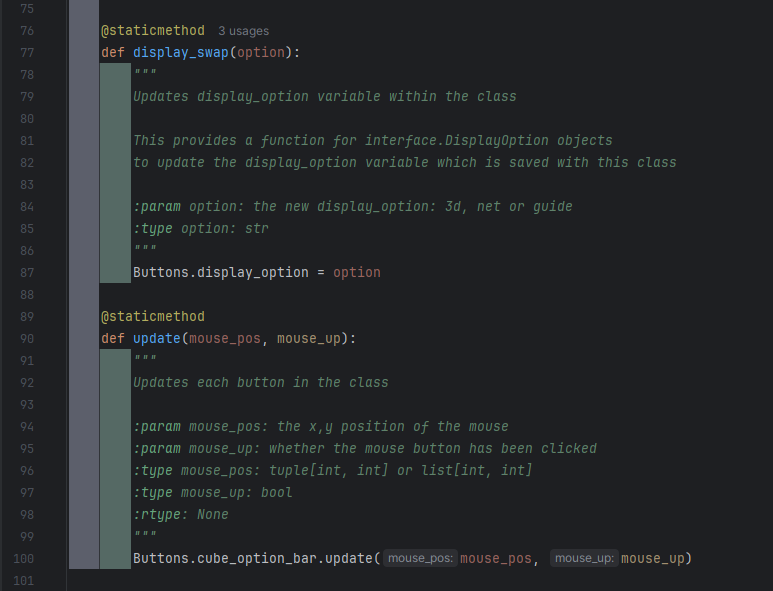 75
76 @staticmethod 3 usages
77 def display_swap(option):
78 """
79 Updates display_option variable within the class
80
81 This provides a function for interface.DisplayOption objects
82 to update the display_option variable which is saved with this class
83
84 :param option: the new display_option: 3d, net or guide
85 :type option: str
86 """
87 Buttons.display_option = option
88
89 @staticmethod
90 def update(mouse_pos, mouse_up):
91 """
92 Updates each button in the class
93
94 :param mouse_pos: the x,y position of the mouse
95 :param mouse_up: whether the mouse button has been clicked
96 :type mouse_pos: tuple[int, int] or list[int, int]
97 :type mouse_up: bool
98 :rtype: None
99 """
100 Buttons.cube_option_bar.update( mouse_pos: mouse_pos, mouse_up: mouse_up)
101